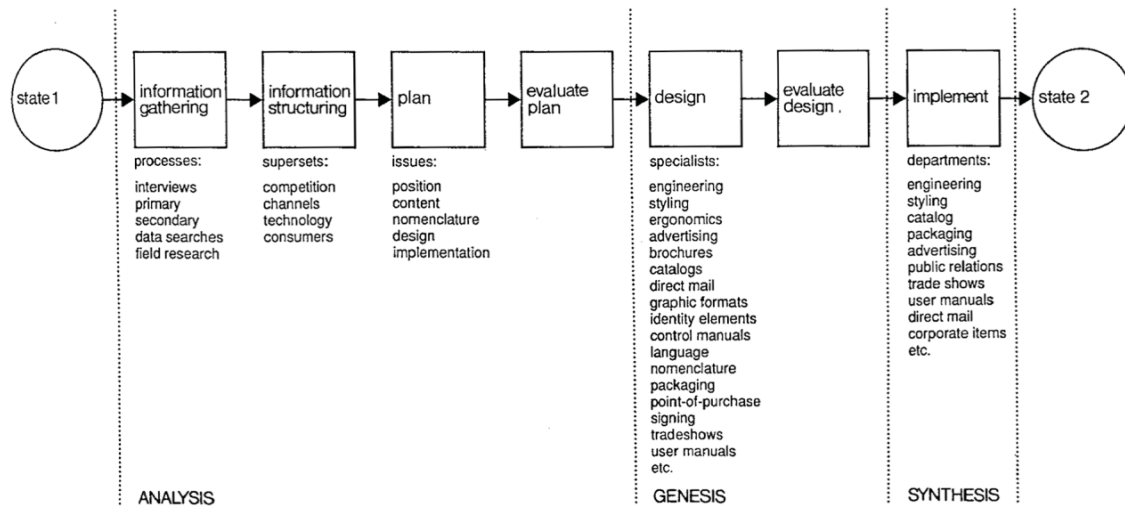 state 1
information
gathering
information
structuring
plan
evaluate
plan
design
evaluate
design .
implement
state 2
processes:
interviews
primary
secondary
data searches
field research
supersets:
competition
channels
technology
consumers
issues:
position
content
nomenclature
design
implementation
specialists:
engineering
styling
ergonomics
advertising
brochures
catalogs
direct mail
graphic formats
identity elements
control manuals
language
nomenclature
packaging
point-of-purchase
signing
tradeshows
user manuals
etc.
departments:
engineering
styling
catalog
packaging
advertising
public relations
trade shows
user manuals
direct mail
corporate items
etc.
ANALYSIS
GENESIS
SYNTHESIS